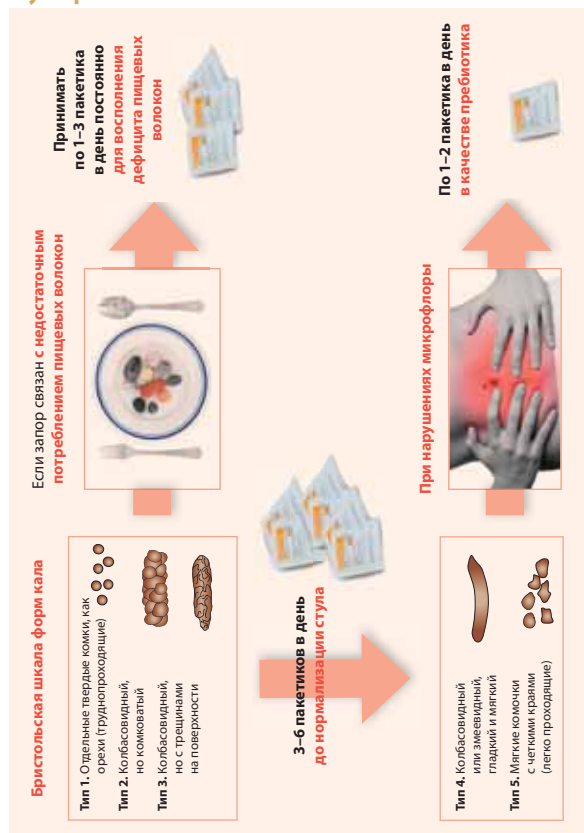 Бристольская шкала форм кала
Тип 1. Отдельные твердые комки, как
орехи (труднопроходящие)
Тип 2. Колбасовидный,
но комковатый
Тип 3. Колбасовидный,
но с трещинами
на поверхности
Если запор связан с недостаточным
потреблением пищевых волокон
Принимать
по 1–3 пакетика
в день постоянно
для восполнения
дефицита пищевых
волокон
3–6 пакетиков в день
до нормализации стула
Тип 4. Колбасовидный
или змеевидный,
гладкий и мягкий
Тип 5. Мягкие комочки
с четкими краями
(легко проходящие)
При нарушениях микрофлоры
По 1–2 пакетика в день
в качестве пребиотика